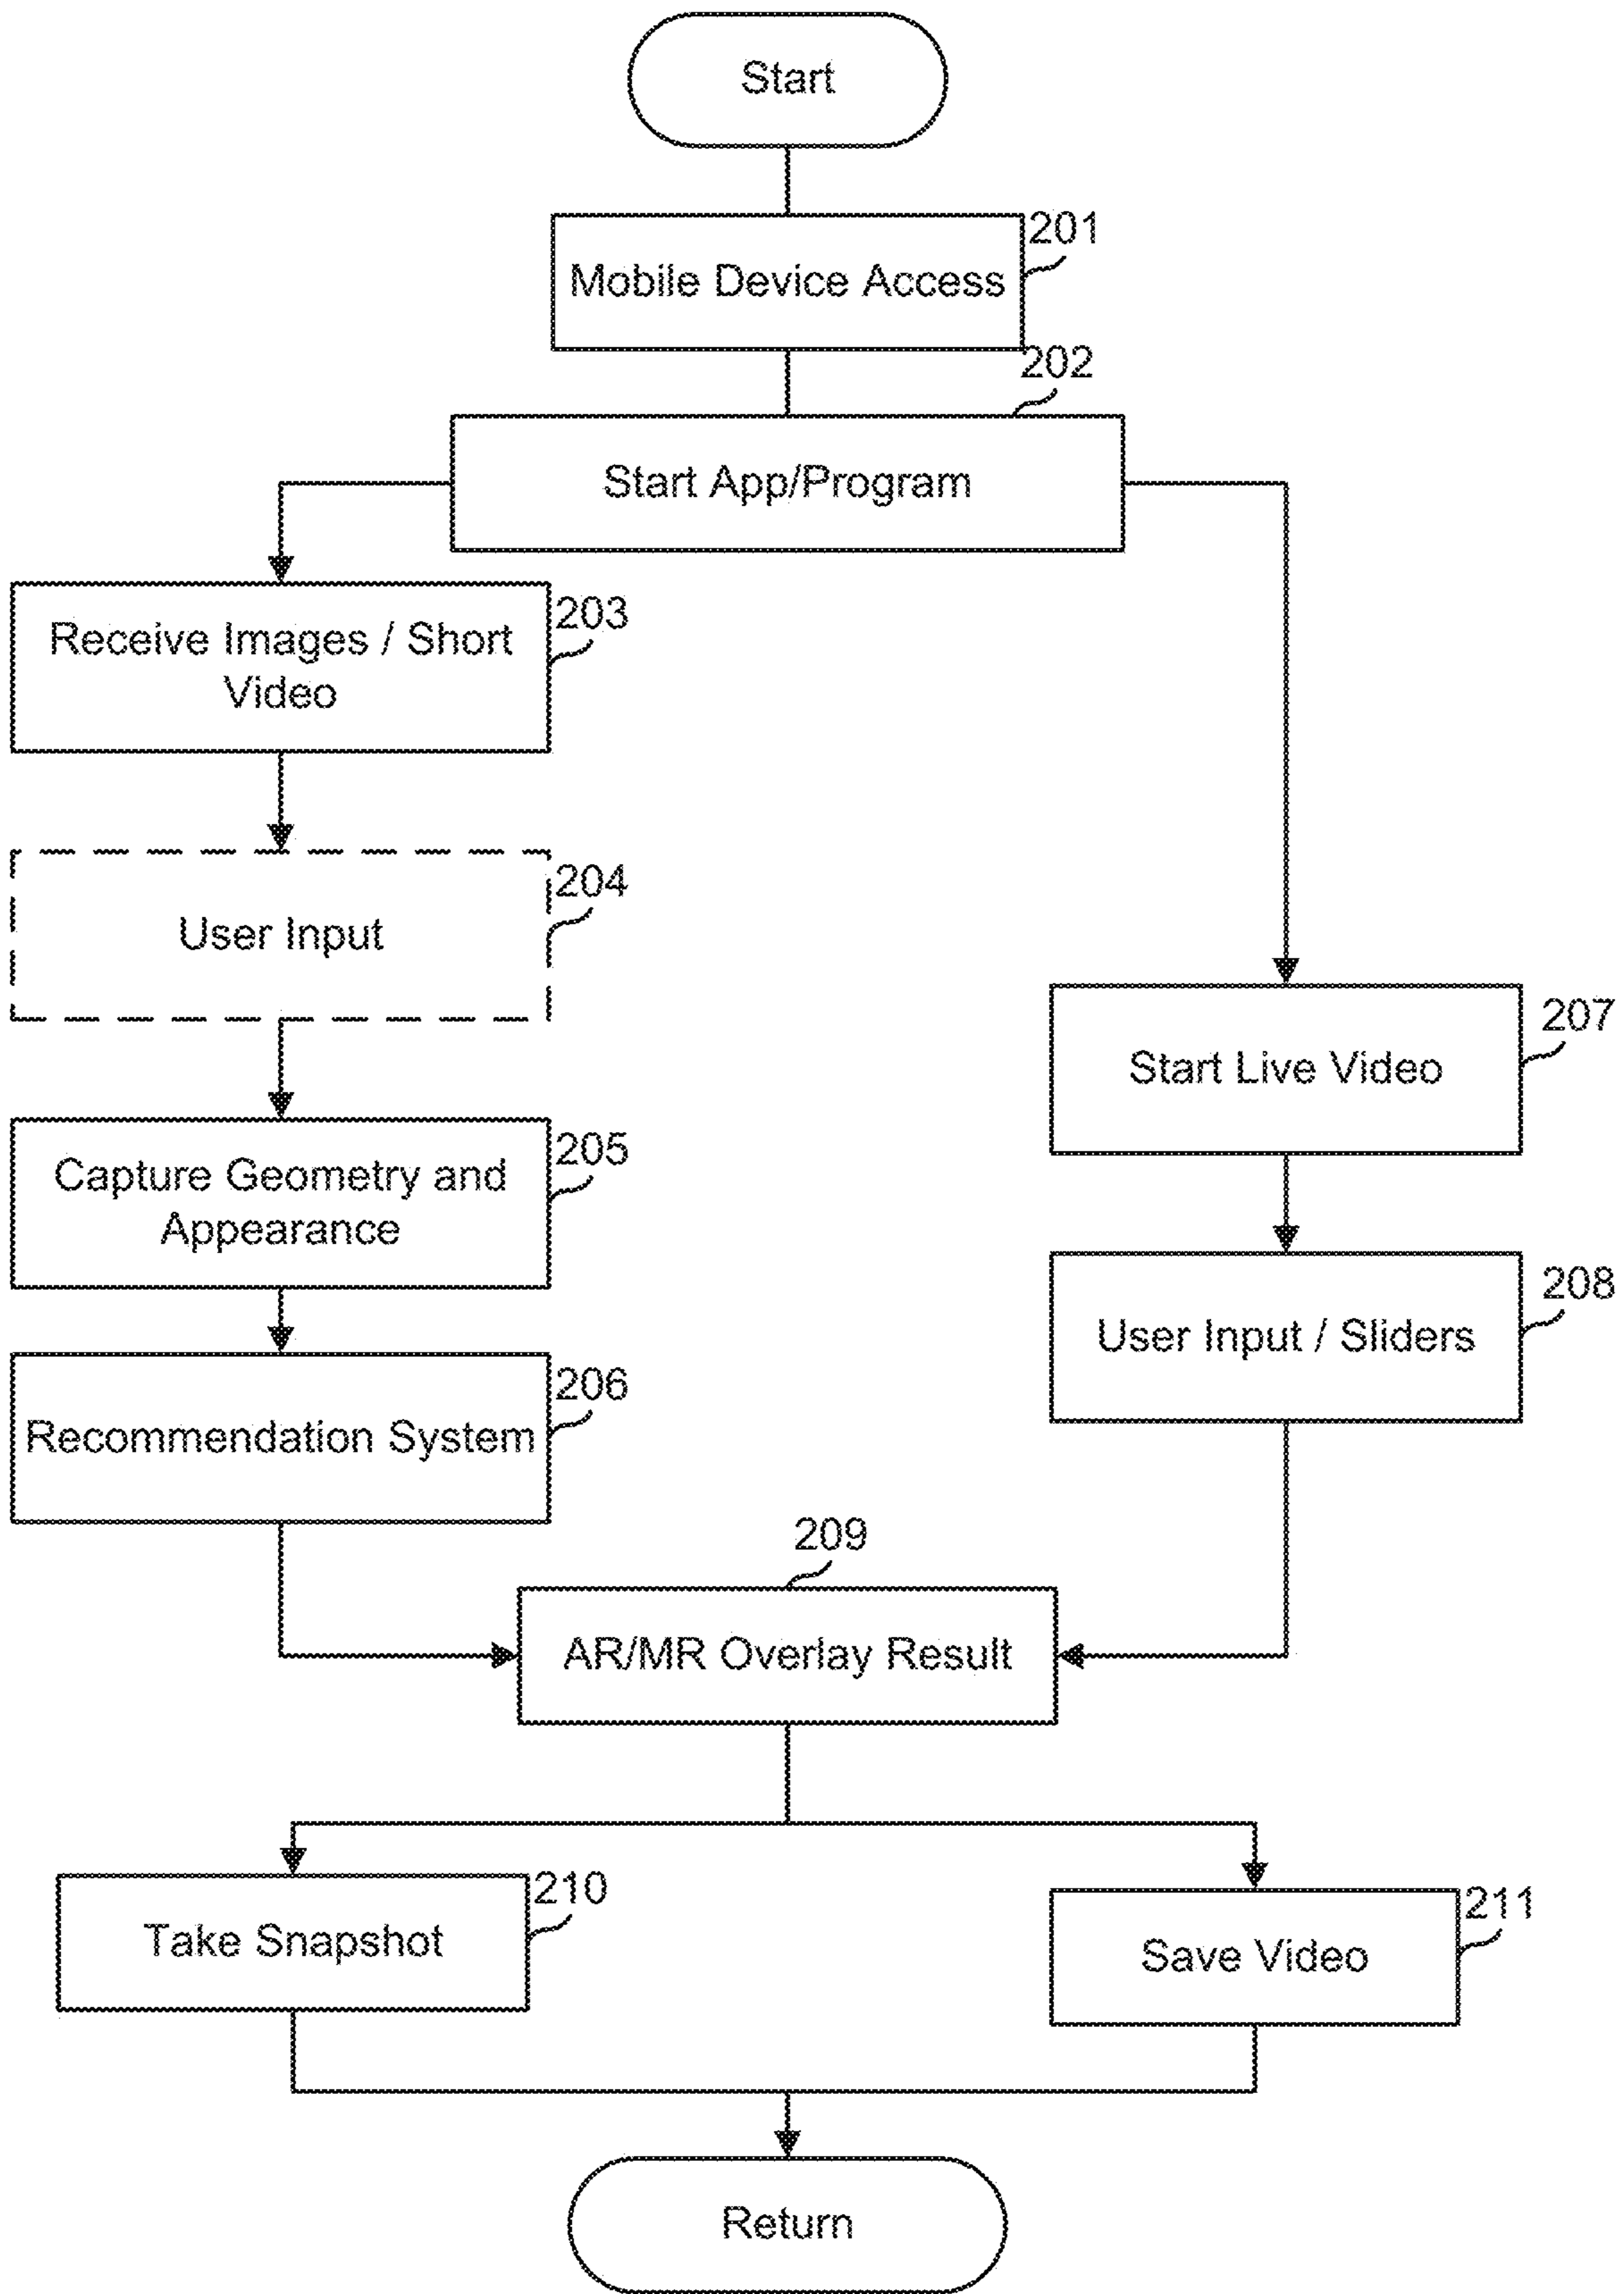 Start
201
Mobile Device Access
202
Start App/Program
203
Receive Images / Short
Video
204
User Input
205
Capture Geometry and
Appearance
206
Recommendation System
207
Start Live Video
208
User Input / Sliders
209
AR/MR Overlay Result
210
Take Snapshot
211
Save Video
Return